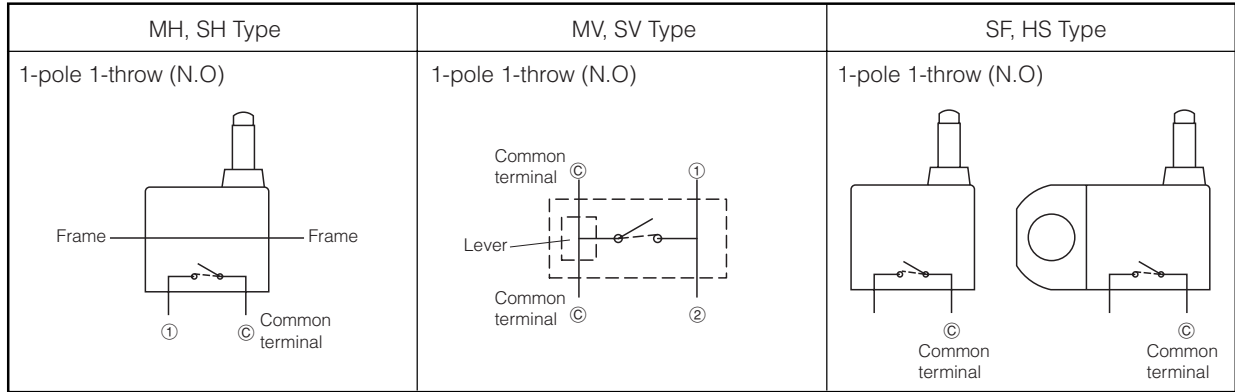 MH, SH Type
1-pole 1-throw (N.O)
Frame
Frame
①
Ⓒ
Common
terminal
MV, SV Type
1-pole 1-throw (N.O)
Common
terminal
Ⓒ
①
Lever
Common
terminal
Ⓒ
②
SF, HS Type
1-pole 1-throw (N.O)
Ⓒ
Common
terminal
Ⓒ
Common
terminal